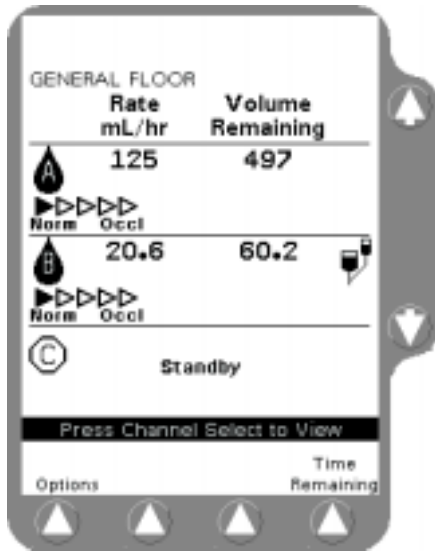 GENERAL FLOOR
Rate Volume
mL/hr Remaining
A 125 497
Norm Occl
B 20.6 60.2
Norm Occl
C Standby
Press Channel Select to View
Time
Options Remaining